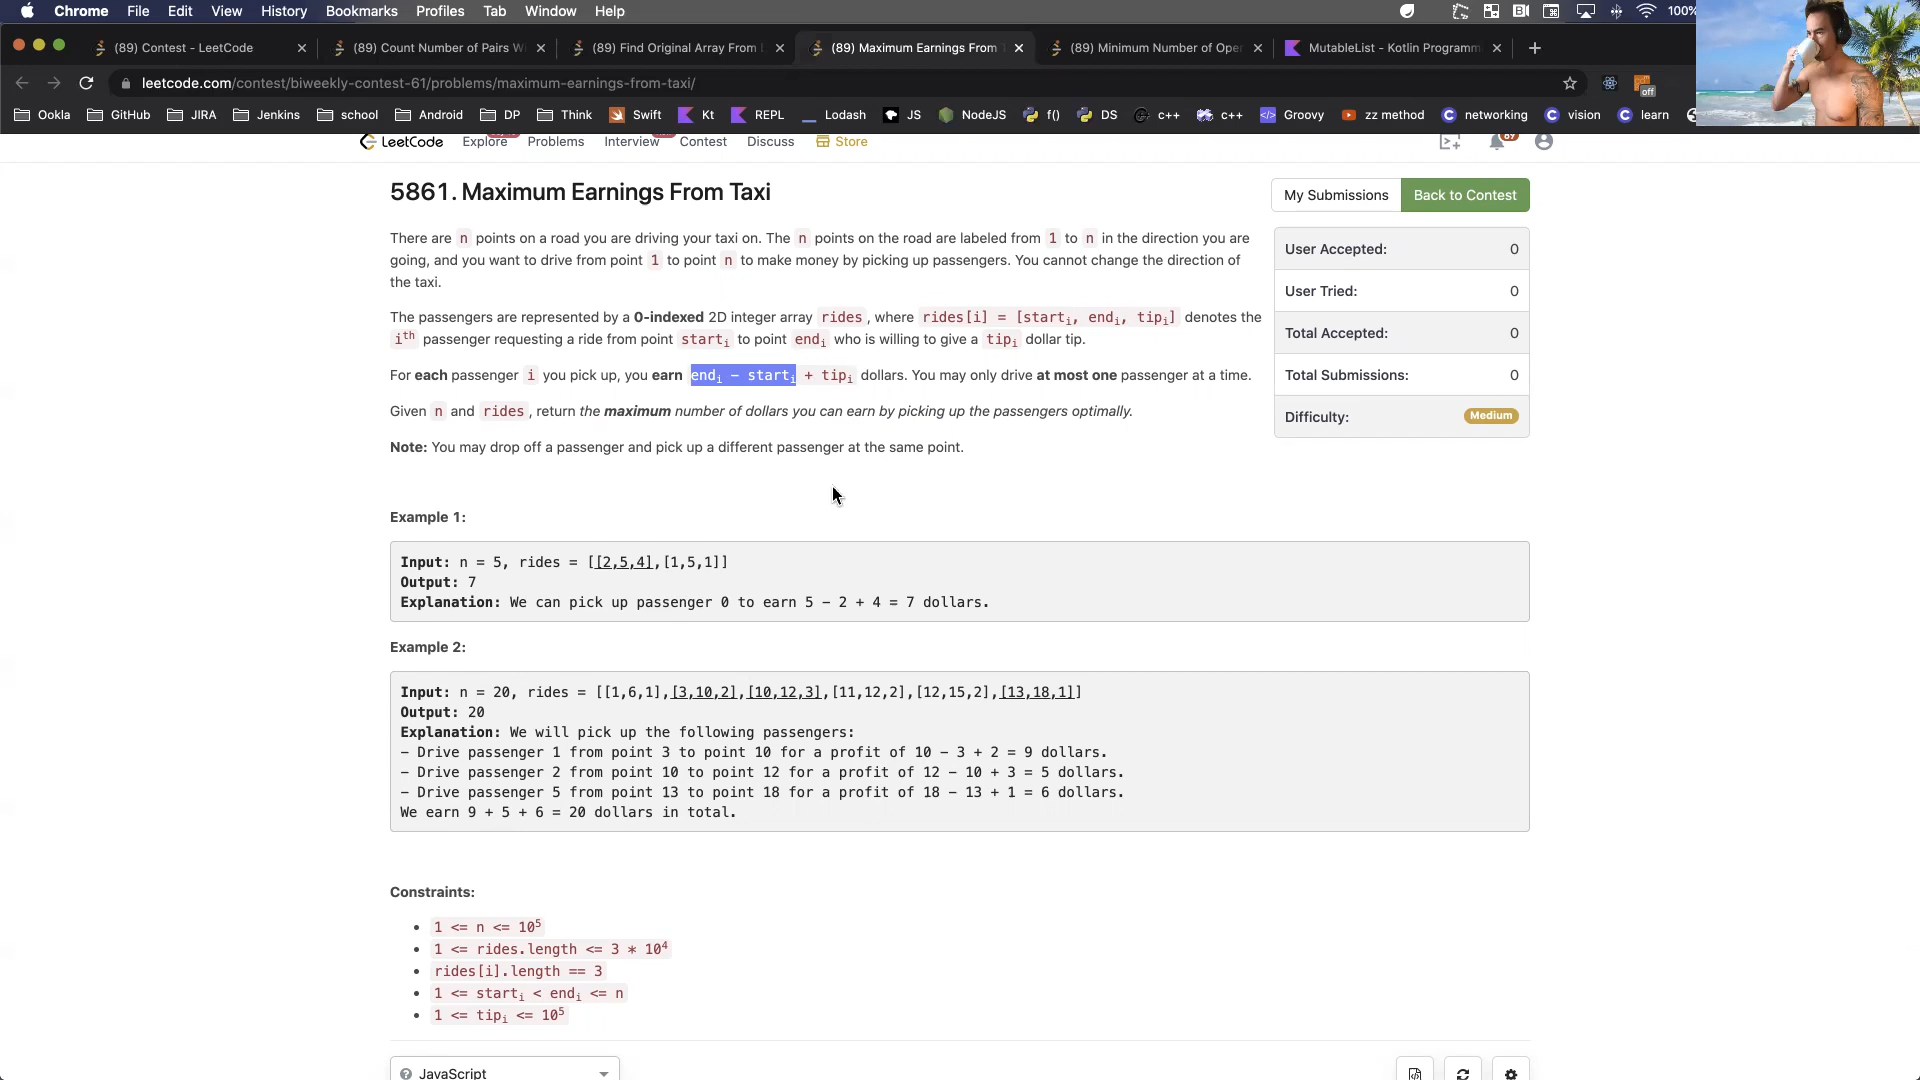 Chrome File Edit View History Bookmarks Profiles Tab Window Help 100%
(89) Contest - LeetCode
(89) Count Number of Pairs Wi
(89) Find Original Array From
(89) Maximum Earnings From
(89) Minimum Number of Oper
MutableList - Kotlin Programm
leetcode.com/contest/biweekly-contest-61/problems/maximum-earnings-from-taxi/
off
Ookla GitHub JIRA Jenkins school Android DP Think Swift Kt REPL Lodash JS NodeJS f() DS c++ c++ Groovy zz method networking vision learn
LeetCode Explore Problems Interview Contest Discuss Store
5861. Maximum Earnings From Taxi
My Submissions Back to Contest
There are n points on a road you are driving your taxi on. The n points on the road are labeled from 1 to n in the direction you are
going, and you want to drive from point 1 to point n to make money by picking up passengers. You cannot change the direction of
the taxi.
The passengers are represented by a 0-indexed 2D integer array rides, where rides[i] = [starti, endi, tipi] denotes the
ith passenger requesting a ride from point starti to point endi who is willing to give a tipi dollar tip.
For each passenger i you pick up, you earn endi − starti + tipi dollars. You may only drive at most one passenger at a time.
Given n and rides, return the maximum number of dollars you can earn by picking up the passengers optimally.
Note: You may drop off a passenger and pick up a different passenger at the same point.
User Accepted: 0
User Tried: 0
Total Accepted: 0
Total Submissions: 0
Difficulty: Medium
Example 1:
Input: n = 5, rides = [[2,5,4],[1,5,1]]
Output: 7
Explanation: We can pick up passenger 0 to earn 5 − 2 + 4 = 7 dollars.
Example 2:
Input: n = 20, rides = [[1,6,1],[3,10,2],[10,12,3],[11,12,2],[12,15,2],[13,18,1]]
Output: 20
Explanation: We will pick up the following passengers:
− Drive passenger 1 from point 3 to point 10 for a profit of 10 − 3 + 2 = 9 dollars.
− Drive passenger 2 from point 10 to point 12 for a profit of 12 − 10 + 3 = 5 dollars.
− Drive passenger 5 from point 13 to point 18 for a profit of 18 − 13 + 1 = 6 dollars.
We earn 9 + 5 + 6 = 20 dollars in total.
Constraints:
1 <= n <= 10⁵
1 <= rides.length <= 3 * 10⁴
rides[i].length == 3
1 <= starti < endi <= n
1 <= tipi <= 10⁵
JavaScript